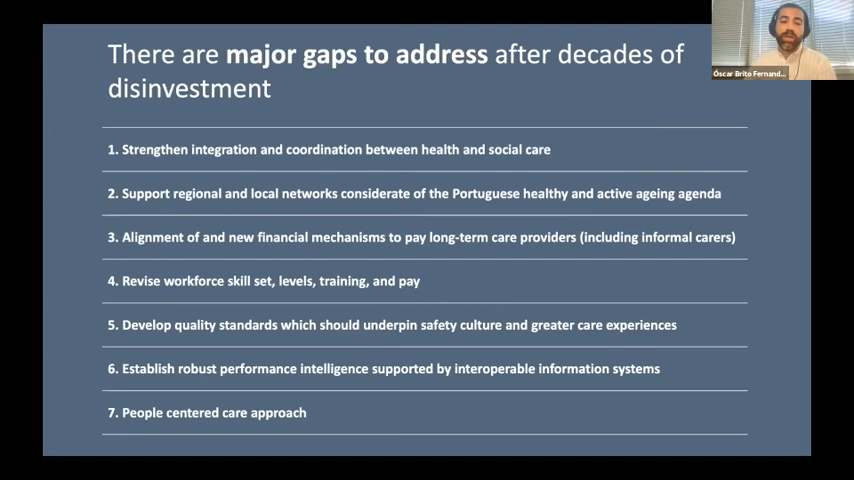 There are major gaps to address after decades of
disinvestment
Óscar Brito Fernand...
1. Strengthen integration and coordination between health and social care
2. Support regional and local networks considerate of the Portuguese healthy and active ageing agenda
3. Alignment of and new financial mechanisms to pay long-term care providers (including informal carers)
4. Revise workforce skill set, levels, training, and pay
5. Develop quality standards which should underpin safety culture and greater care experiences
6. Establish robust performance intelligence supported by interoperable information systems
7. People centered care approach